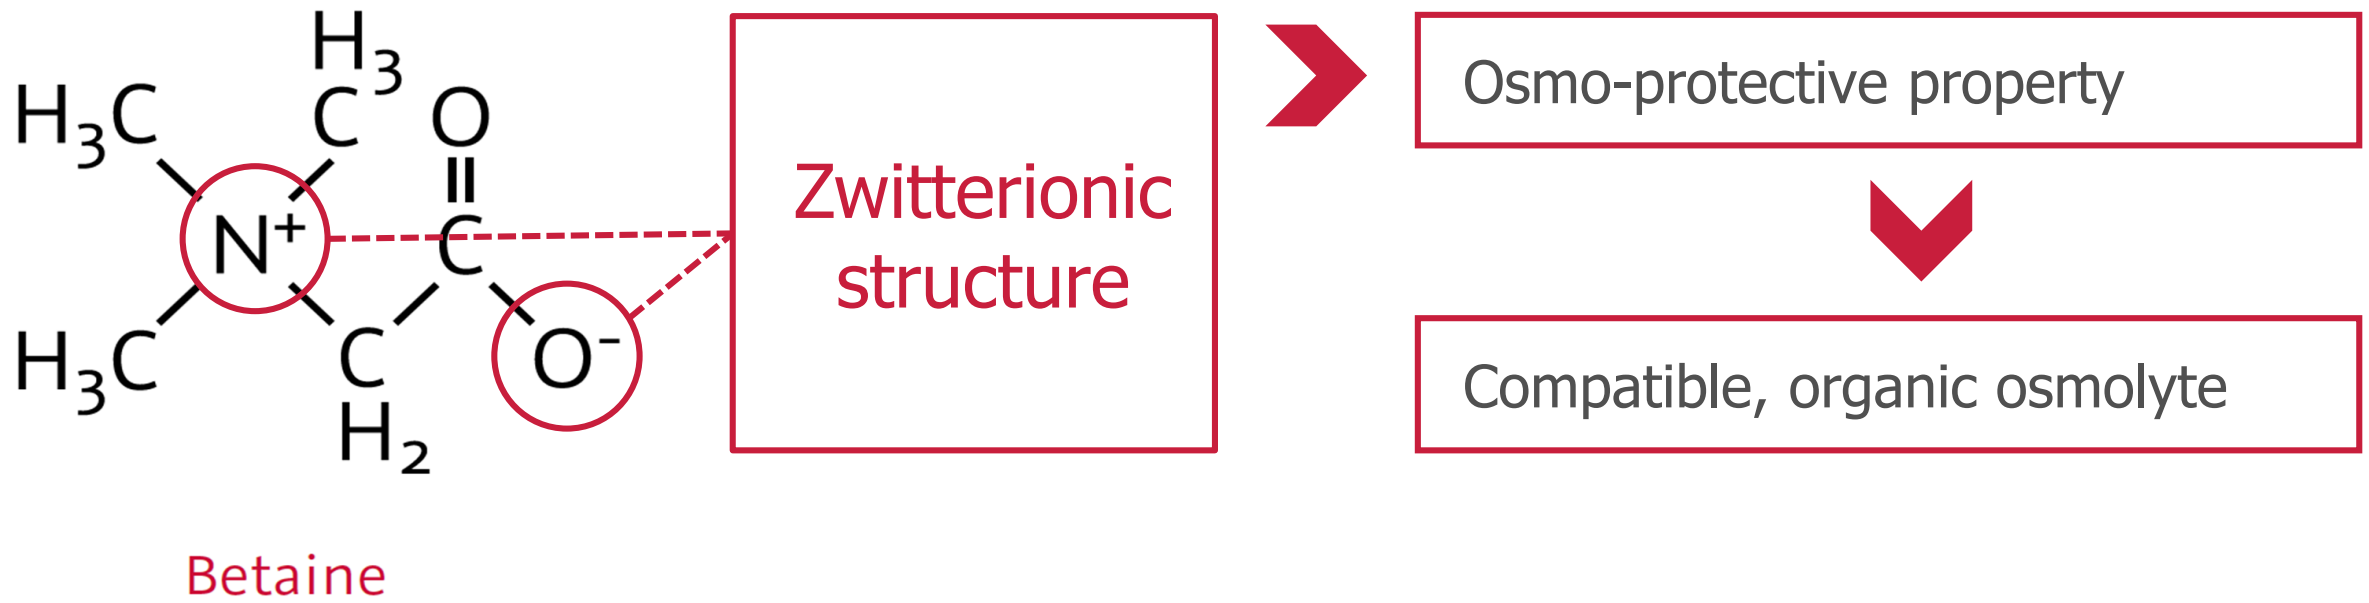 H3
H3C C O
N+ C
H3C C O-
H2
Betaine
Zwitterionic
structure
Osmo-protective property
Compatible, organic osmolyte